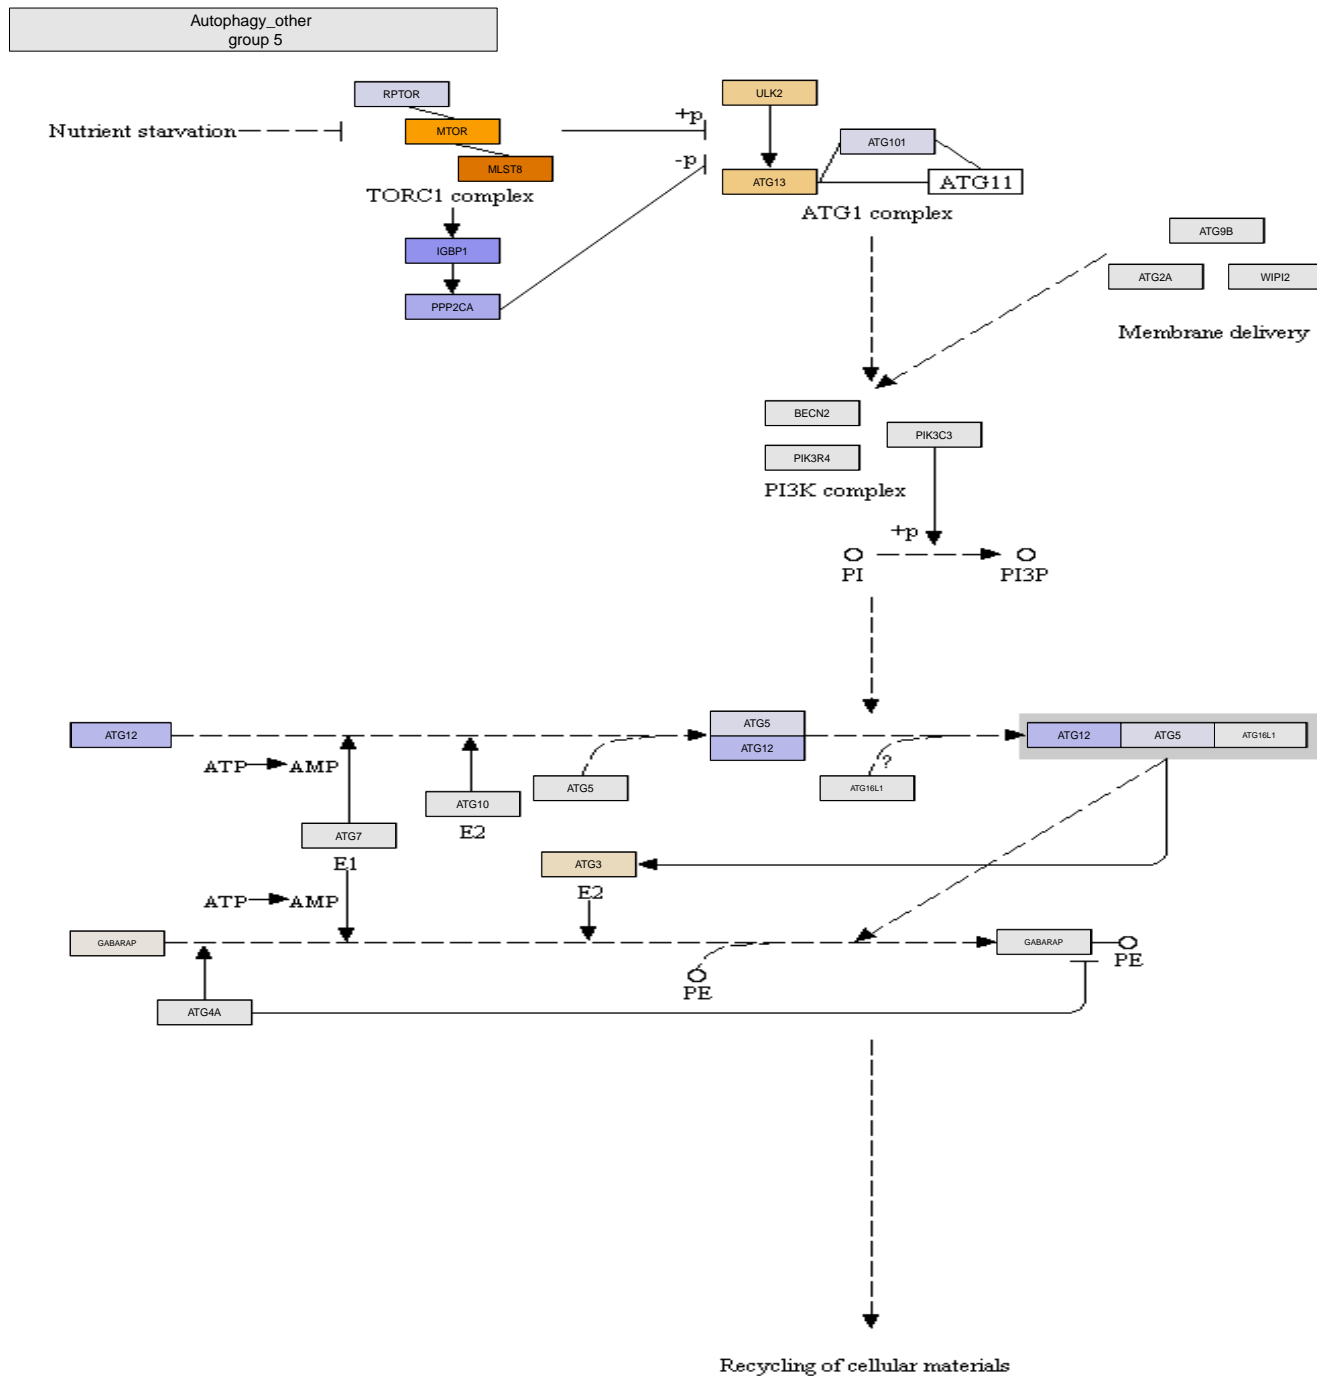 Autophagy_other
group 5
RPTOR
ULK2
Nutrient starvation
MTOR
+p
ATG101
MLST8
-p
ATG13
ATG11
TORC1 complex
ATG1 complex
ATG9B
IGBP1
ATG2A
WIPI2
PPP2CA
Membrane delivery
BECN2
PIK3C3
PIK3R4
PI3K complex
+p
PI
PI3P
ATG12
ATG5
ATG12
ATG12
ATG5
ATG16L1
ATP
AMP
?
ATG5
ATG16L1
ATG10
E2
ATG7
E1
ATG3
E2
ATP
AMP
GABARAP
GABARAP
PE
PE
ATG4A
Recycling of cellular materials